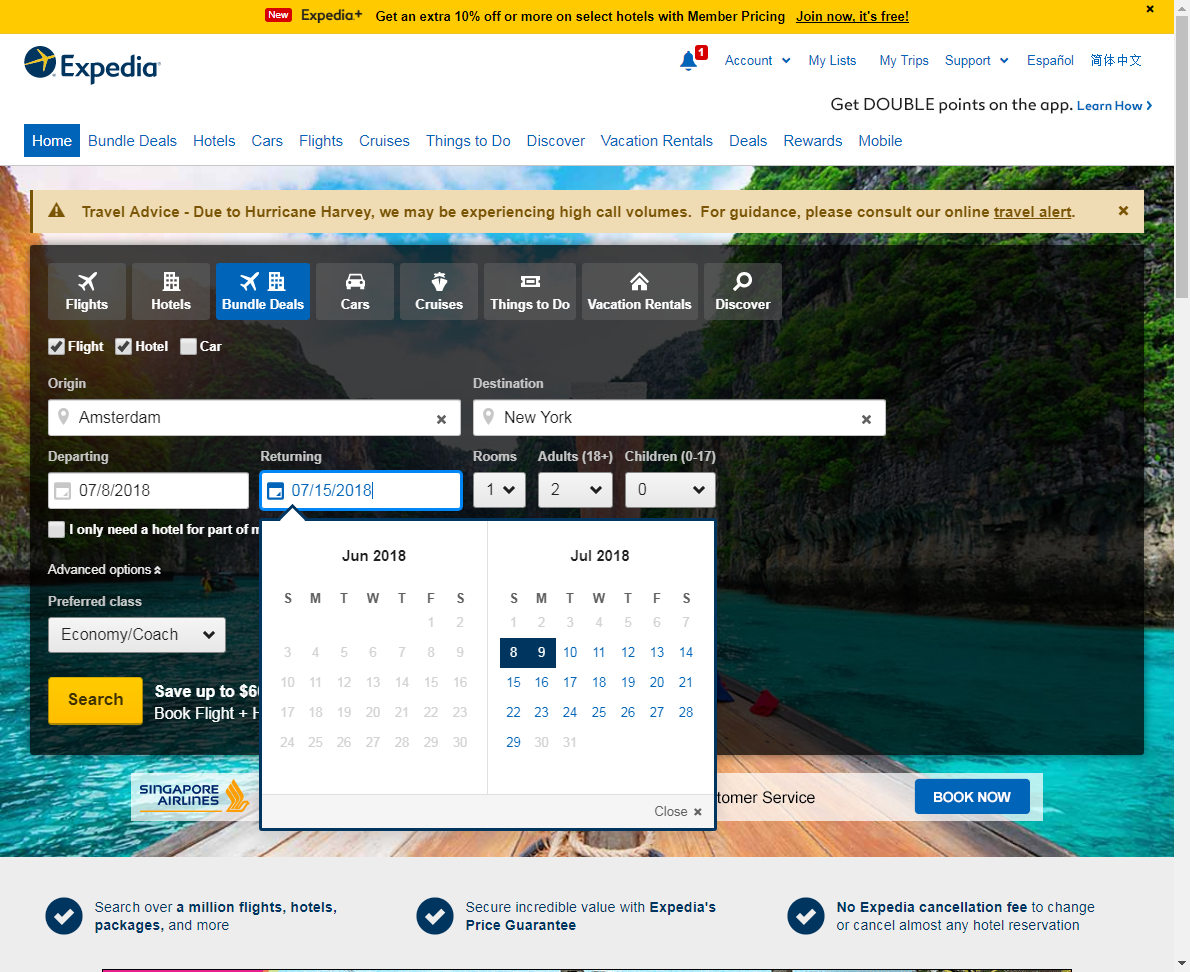 New Expedia+ Get an extra 10% off or more on select hotels with Member Pricing Join now, it's free!
Expedia
1
Account My Lists My Trips Support Español 简体中文
Get DOUBLE points on the app. Learn How
Home Bundle Deals Hotels Cars Flights Cruises Things to Do Discover Vacation Rentals Deals Rewards Mobile
Travel Advice - Due to Hurricane Harvey, we may be experiencing high call volumes. For guidance, please consult our online travel alert.
Flights Hotels Bundle Deals Cars Cruises Things to Do Vacation Rentals Discover
Flight Hotel Car
Origin Destination
Amsterdam New York
Departing Returning Rooms Adults (18+) Children (0-17)
07/8/2018 07/15/2018 1 2 0
I only need a hotel for part of m
Advanced options
Preferred class
Economy/Coach
Search
Save up to $6
Book Flight + H
Jun 2018
S M T W T F S
1 2
3 4 5 6 7 8 9
10 11 12 13 14 15 16
17 18 19 20 21 22 23
24 25 26 27 28 29 30
Jul 2018
S M T W T F S
1 2 3 4 5 6 7
8 9 10 11 12 13 14
15 16 17 18 19 20 21
22 23 24 25 26 27 28
29 30 31
Close
SINGAPORE
AIRLINES
tomer Service
BOOK NOW
Search over a million flights, hotels,
packages, and more
Secure incredible value with Expedia's
Price Guarantee
No Expedia cancellation fee to change
or cancel almost any hotel reservation